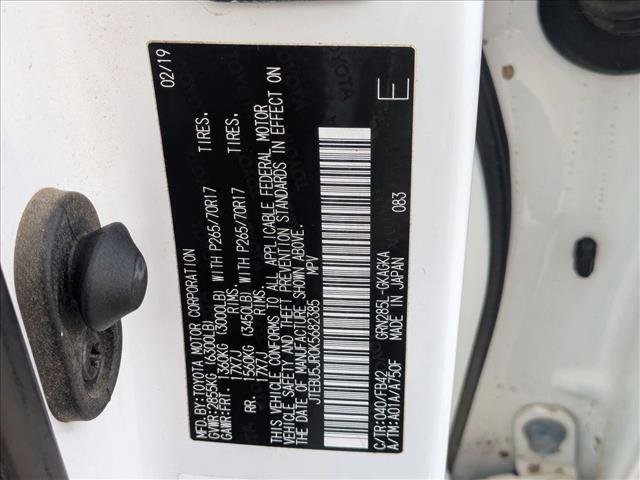 MFD BY: TOYOTA MOTOR CORPORATION 02/19
GVWR: 2855KG (6300LB)
GAWR: FRT. 1360KG (3000LB) WITH P265/70R17 TIRES.
17X7J RIMS.
RR. 1560KG (3450LB) WITH P265/70R17 TIRES.
17X7J RIMS.
THIS VEHICLE CONFORMS TO ALL APPLICABLE FEDERAL MOTOR
VEHICLE SAFETY AND THEFT PREVENTION STANDARDS IN EFFECT ON
THE DATE OF MANUFACTURE SHOWN ABOVE.
JTEBU5JR0K5682385 MPV
E
083
C/TR:040/FB42 GRN285L-GKAGKA
A/TM:A01A/A750F MADE IN JAPAN